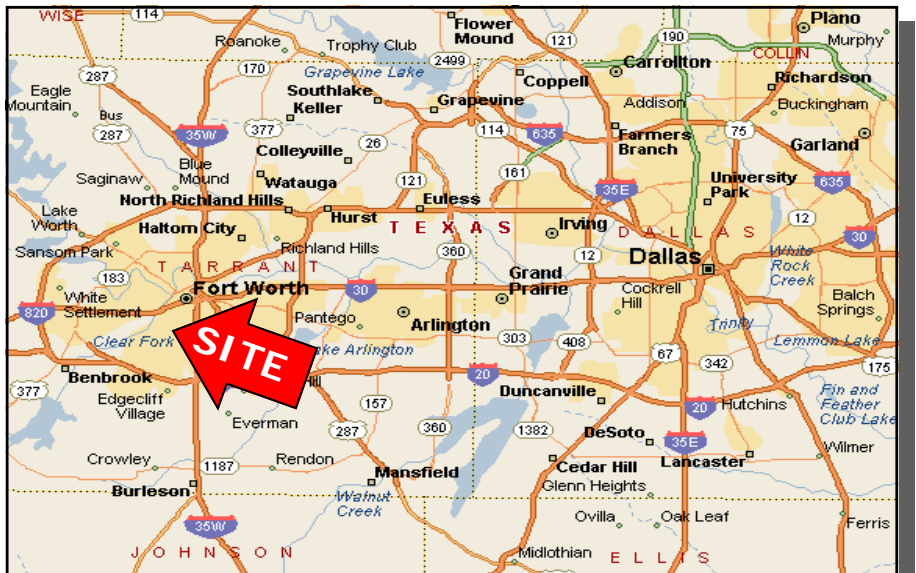 WISE
114
Flower
Mound
121
190
Plano
COLLIN
Murphy
Roanoke
Trophy Club
2499
Carrollton
287
170
Grapevine Lake
Coppell
Richardson
Eagle
Mountain
Southlake
Keller
Grapevine
Addison
Buckingham
Bus
287
35W
377
26
114
635
Farmers
Branch
75
Garland
Colleyville
Blue
Mound
Saginaw
Watauga
121
161
35E
University
Park
635
North Richland Hills
Hurst
Euless
Lake
Worth
Haltom City
TEXAS
Irving
DALLAS
12
30
Sansom Park
Richland Hills
360
12
Dallas
White
Rock
Creek
TARRANT
183
Fort Worth
30
Grand
Prairie
Cockrell
Hill
Balch
Springs
White
Settlement
820
Pantego
Arlington
Trinity
SITE
Clear Fork
Lake Arlington
303
408
Lemmon Lake
67
342
175
Benbrook
Hill
20
377
Edgecliff
Village
157
Duncanville
20
Hutchins
Fin and
Feather
Club Lake
Everman
287
360
1382
DeSoto
35E
Wilmer
Crowley
1187
Rendon
Mansfield
Cedar Hill
Lancaster
Glenn Heights
Burleson
Walnut
Creek
35W
Ovilla
Oak Leaf
Ferris
JOHNSON
Midlothian
ELLIS